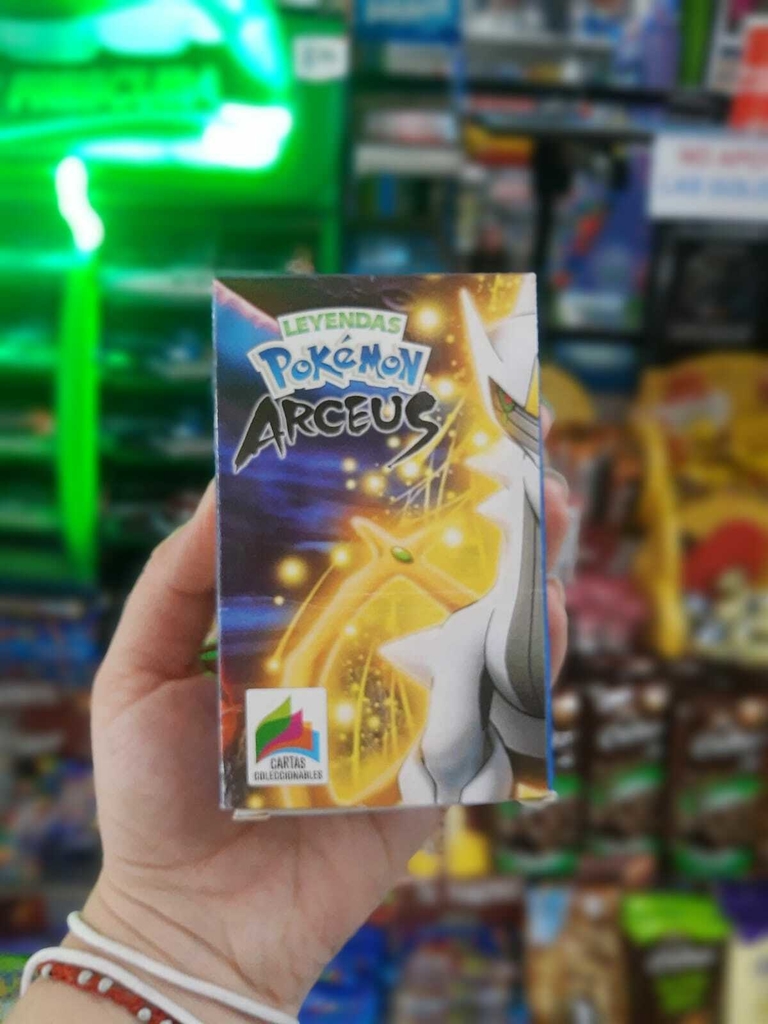 LEYENDAS
POKéMON
ARCEUS
CARTAS
COLECCIONABLES